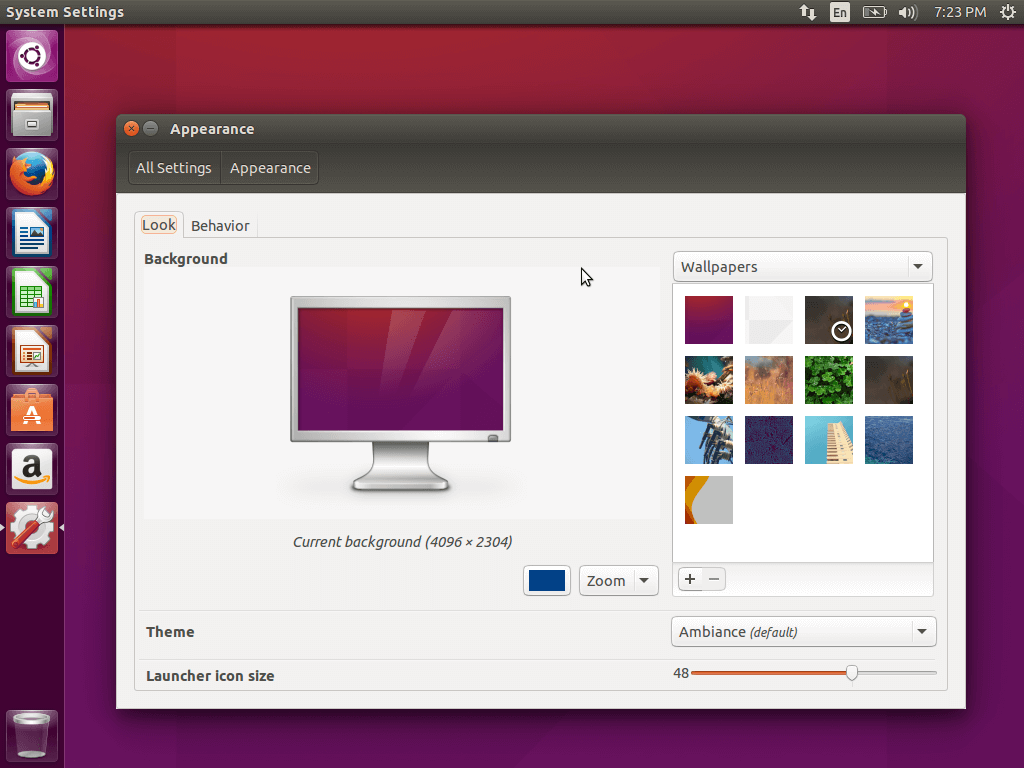 System Settings
En
7:23 PM
Appearance
All Settings
Appearance
Look
Behavior
Background
Wallpapers
Current background (4096 × 2304)
Zoom
Theme
Ambiance (default)
Launcher icon size
48